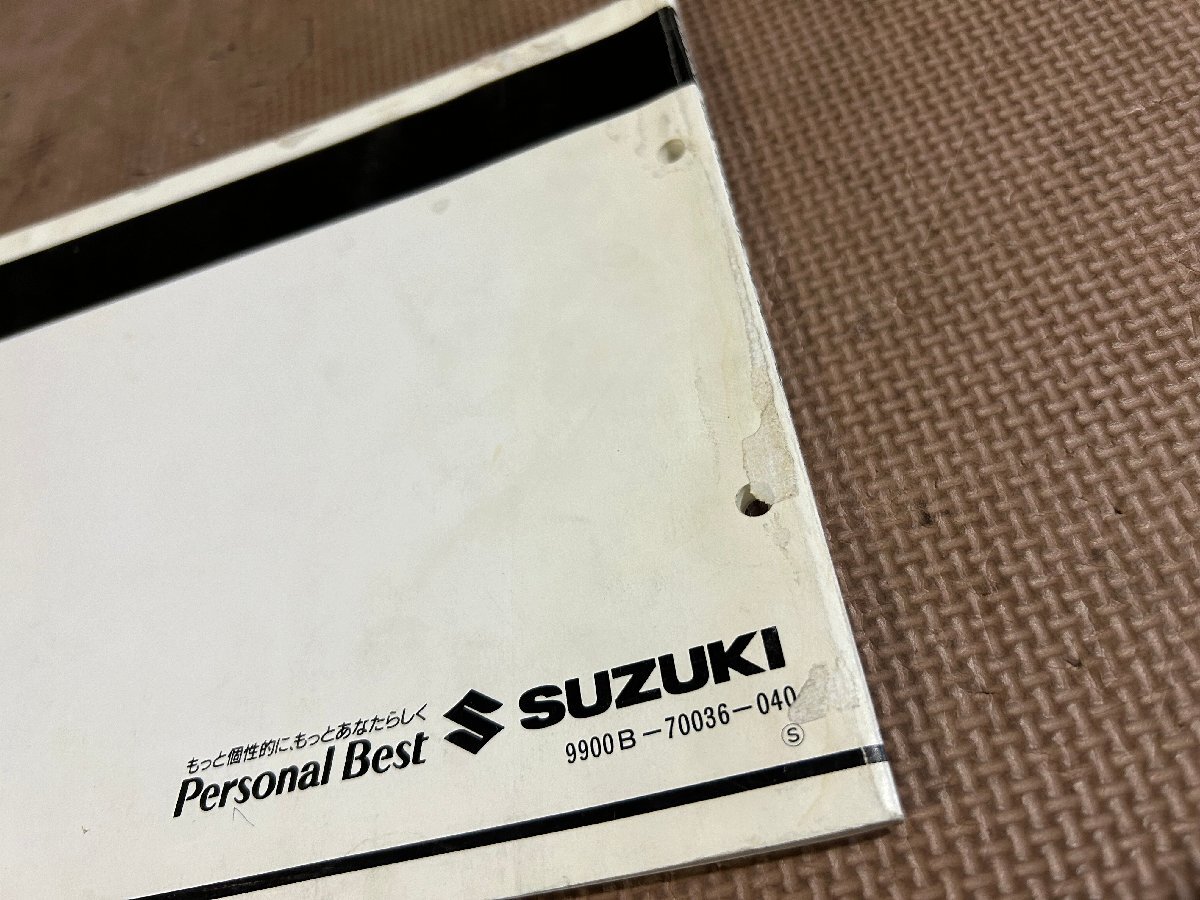 もっと個性的に、もっとあなたらしく
Personal Best
SUZUKI
9900B-70036-040
Ⓢ